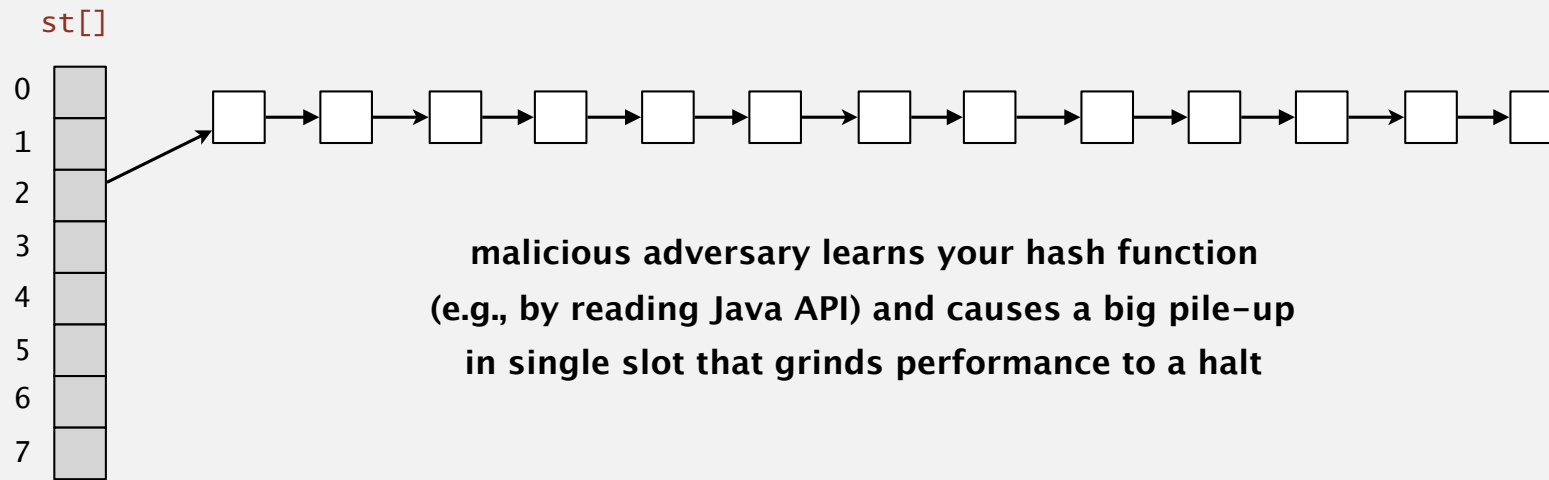 st[]
0
1
2
3
4
5
6
7
malicious adversary learns your hash function
(e.g., by reading Java API) and causes a big pile-up
in single slot that grinds performance to a halt